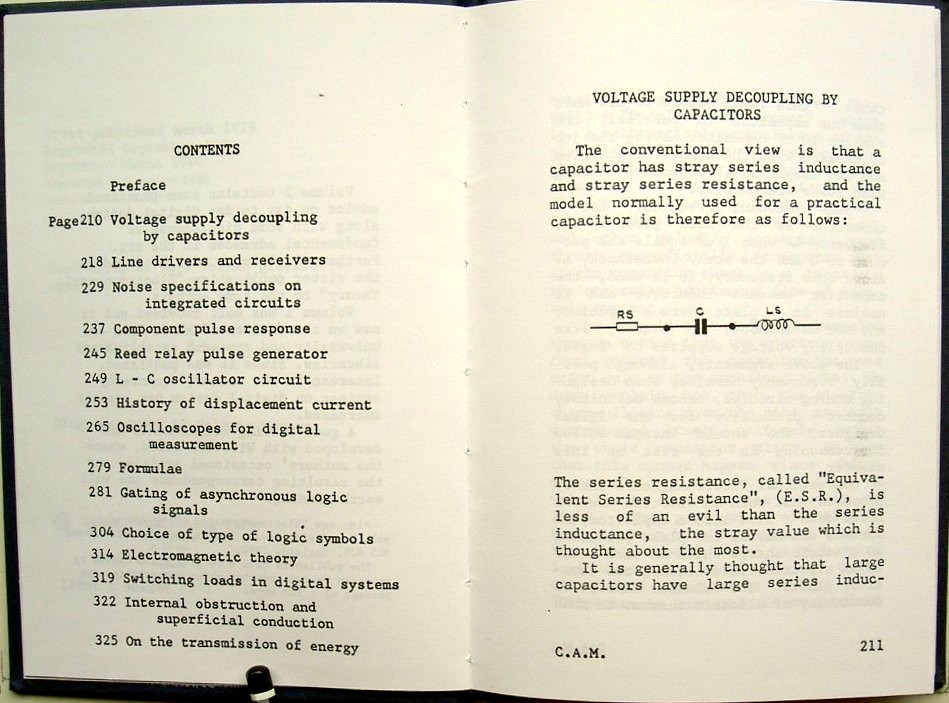 CONTENTS
Preface
Page210 Voltage supply decoupling
by capacitors
218 Line drivers and receivers
229 Noise specifications on
integrated circuits
237 Component pulse response
245 Reed relay pulse generator
249 L - C oscillator circuit
253 History of displacement current
265 Oscilloscopes for digital
measurement
279 Formulae
281 Gating of asynchronous logic
signals
304 Choice of type of logic symbols
314 Electromagnetic theory
319 Switching loads in digital systems
322 Internal obstruction and
superficial conduction
325 On the transmission of energy
VOLTAGE SUPPLY DECOUPLING BY
CAPACITORS
The conventional view is that a
capacitor has stray series inductance
and stray series resistance, and the
model normally used for a practical
capacitor is therefore as follows:
RS C LS
The series resistance, called "Equiva-
lent Series Resistance", (E.S.R.), is
less of an evil than the series
inductance, the stray value which is
thought about the most.
It is generally thought that large
capacitors have large series induc-
C.A.M. 211